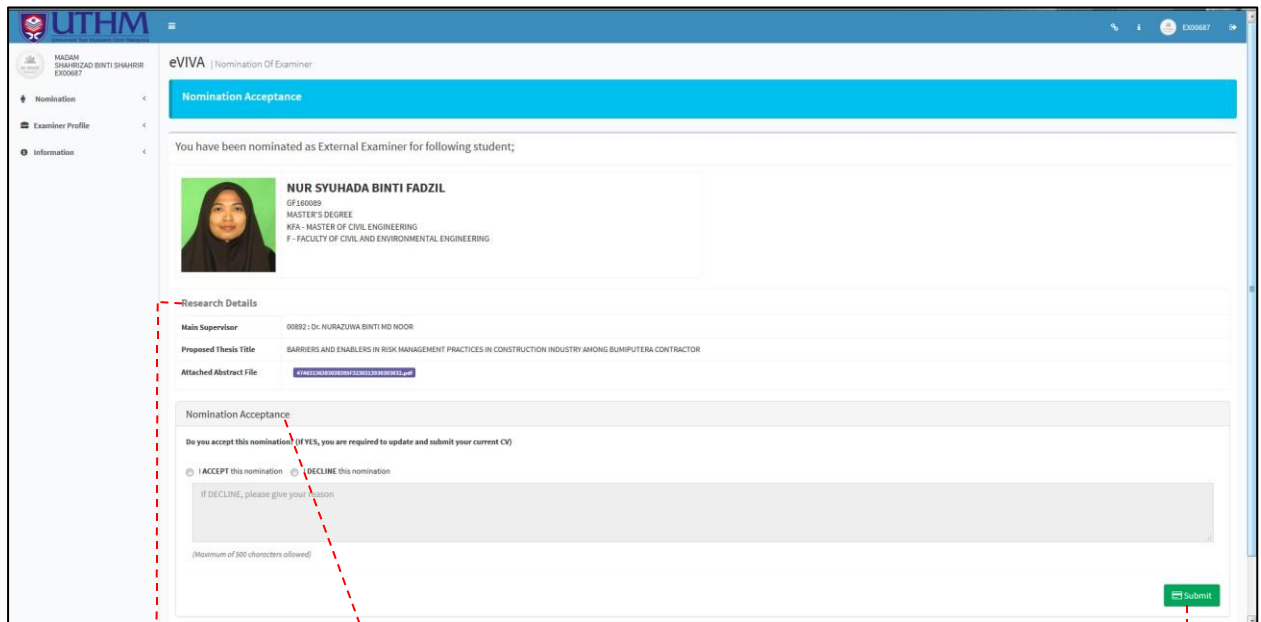 UTHM
EX00687
MADAM
SHAHRIZAD BINTI SHAHRIR
EX00687
Nomination
Examiner Profile
Information
eVIVA | Nomination Of Examiner
Nomination Acceptance
You have been nominated as External Examiner for following student;
NUR SYUHADA BINTI FADZIL
GF160089
MASTER'S DEGREE
KFA - MASTER OF CIVIL ENGINEERING
F - FACULTY OF CIVIL AND ENVIRONMENTAL ENGINEERING
Research Details
Main Supervisor 00892 : Dr. NURAZUWA BINTI MD NOOR
Proposed Thesis Title BARRIERS AND ENABLERS IN RISK MANAGEMENT PRACTICES IN CONSTRUCTION INDUSTRY AMONG BUMIPUTERA CONTRACTOR
Attached Abstract File
Nomination Acceptance
Do you accept this nomination? (If YES, you are required to update and submit your current CV)
I ACCEPT this nomination I DECLINE this nomination
If DECLINE, please give your reason
(Maximum of 500 characters allowed)
Submit